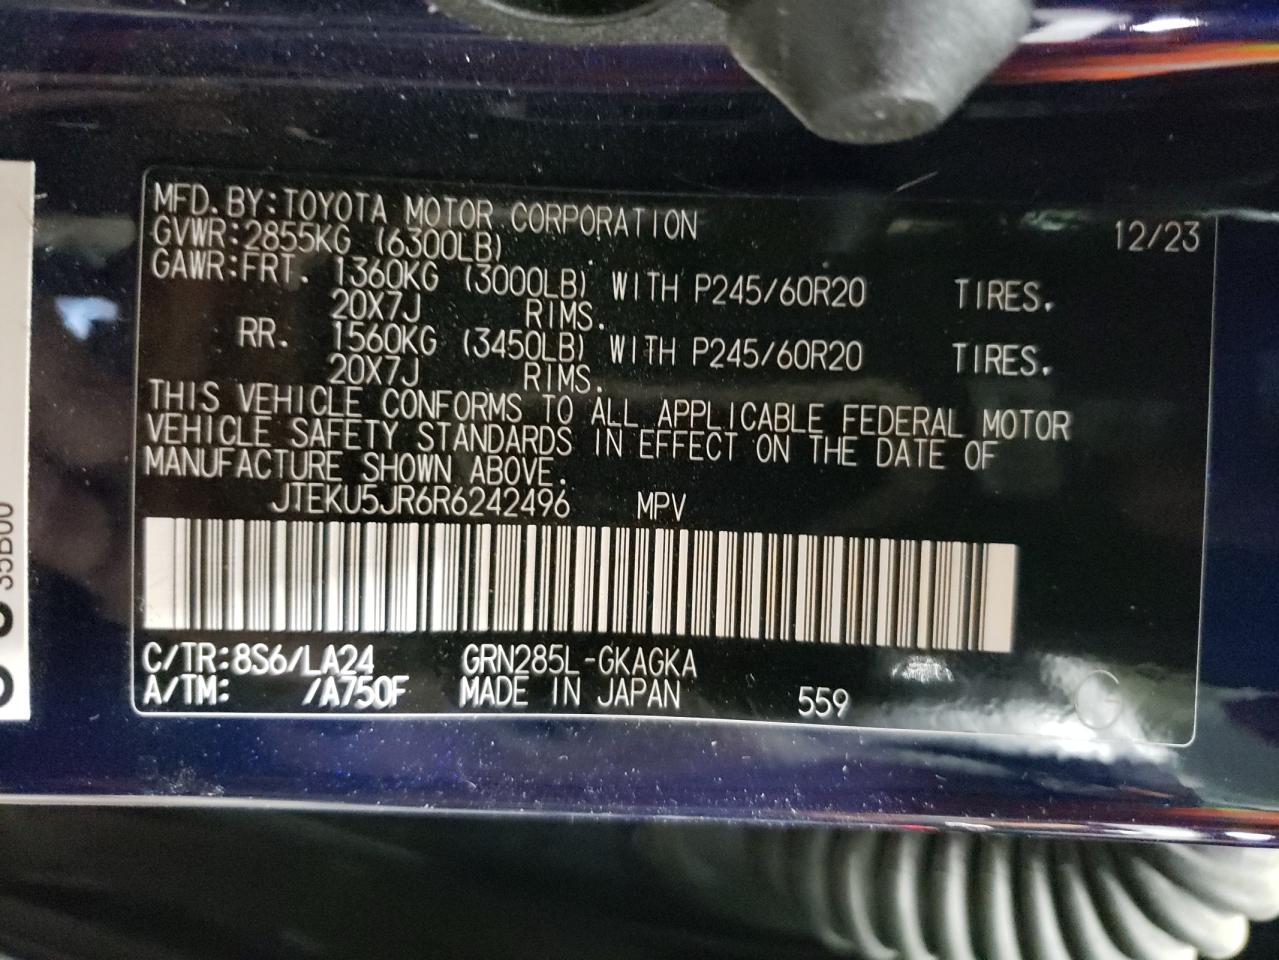 MFD.BY:TOYOTA MOTOR CORPORATION 12/23
GVWR:2855KG (6300LB)
GAWR:FRT. 1360KG (3000LB) WITH P245/60R20 TIRES.
20X7J RIMS.
RR. 1560KG (3450LB) WITH P245/60R20 TIRES.
20X7J RIMS.
THIS VEHICLE CONFORMS TO ALL APPLICABLE FEDERAL MOTOR
VEHICLE SAFETY STANDARDS IN EFFECT ON THE DATE OF
MANUFACTURE SHOWN ABOVE.
JTEKU5JR6R6242496 MPV
C/TR:8S6/LA24 GRN285L-GKAGKA
A/TM: /A750F MADE IN JAPAN 559
G
35B00